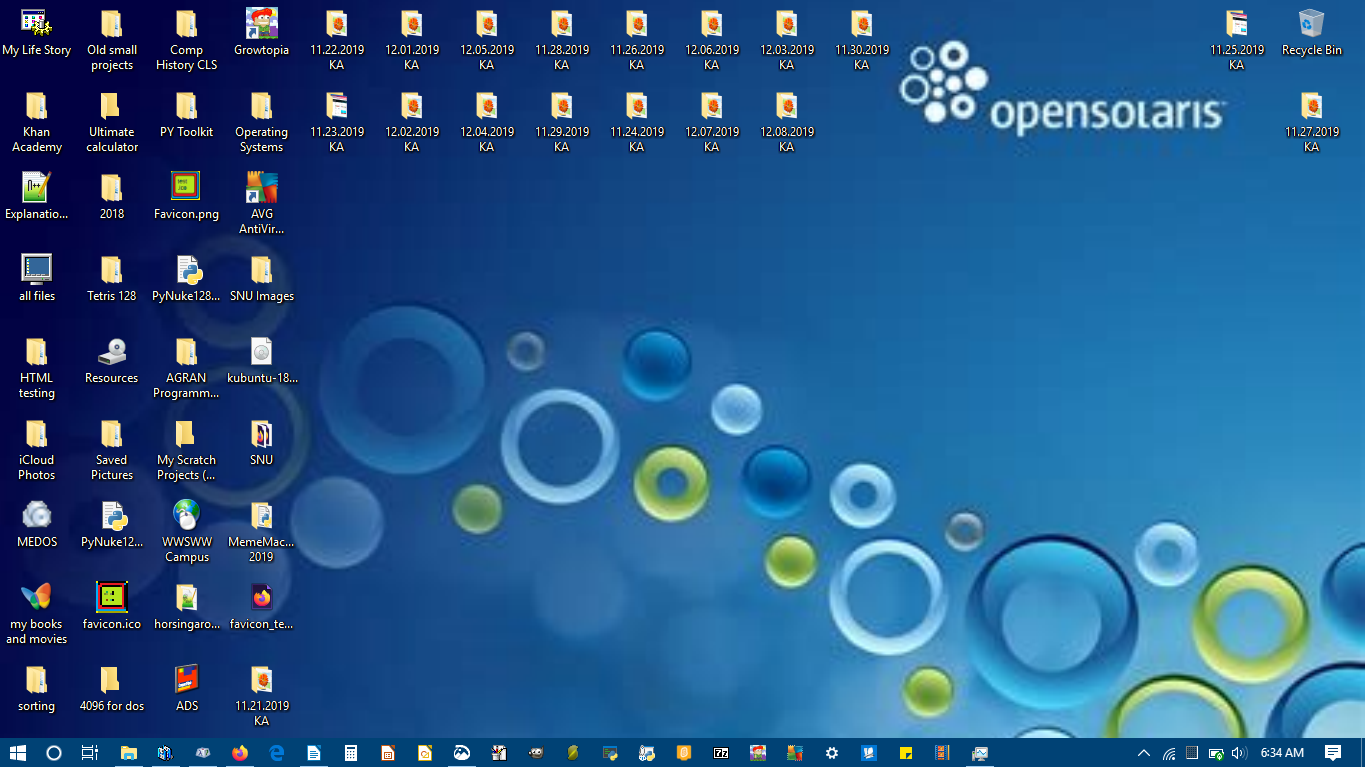 My Life Story
Old small
projects
Comp
History CLS
Growtopia
11.22.2019
KA
12.01.2019
KA
12.05.2019
KA
11.28.2019
KA
11.26.2019
KA
12.06.2019
KA
12.03.2019
KA
11.30.2019
KA
11.25.2019
KA
Recycle Bin
opensolaris
Khan
Academy
Ultimate
calculator
PY Toolkit
Operating
Systems
11.23.2019
KA
12.02.2019
KA
12.04.2019
KA
11.29.2019
KA
11.24.2019
KA
12.07.2019
KA
12.08.2019
KA
11.27.2019
KA
Explanatio...
2018
Favicon.png
AVG
AntiVir...
all files
Tetris 128
PyNuke128...
SNU Images
HTML
testing
Resources
AGRAN
Programm...
kubuntu-18...
iCloud
Photos
Saved
Pictures
My Scratch
Projects (...
SNU
MEDOS
PyNuke12...
WWSWW
Campus
MemeMac...
2019
my books
and movies
favicon.ico
horsingaro...
favicon_te...
sorting
4096 for dos
ADS
11.21.2019
KA
6:34 AM